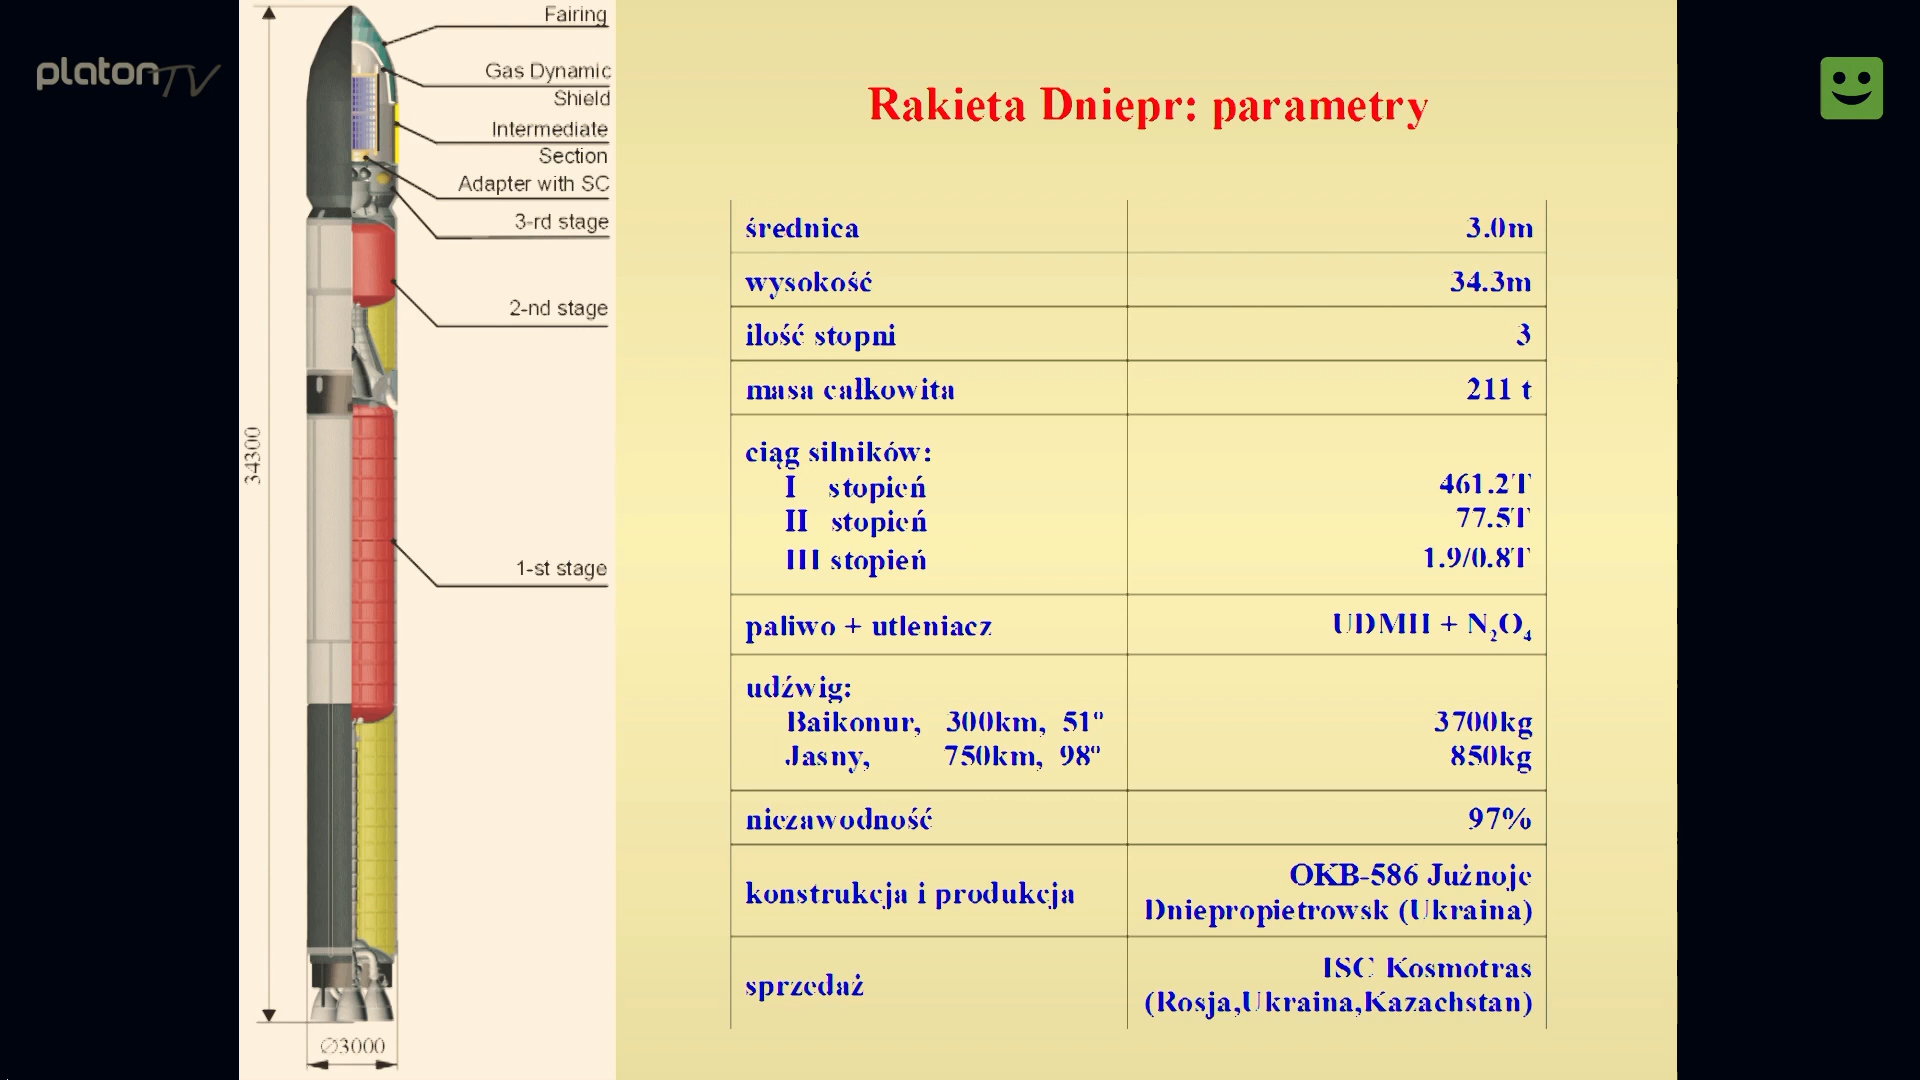 platonTV
Fairing
Gas Dynamic
Shield
Intermediate
Section
Adapter with SC
3-rd stage
2-nd stage
1-st stage
34300
∅3000
Rakieta Dniepr: parametry
średnica 3.0m
wysokość 34.3m
ilość stopni 3
masa całkowita 211 t
ciąg silników:
I stopień 461.2T
II stopień 77.5T
III stopień 1.9/0.8T
paliwo + utleniacz UDMH + N₂O₄
udźwig:
Baikonur, 300km, 51º 3700kg
Jasny, 750km, 98º 850kg
niezawodność 97%
konstrukcja i produkcja OKB-586 Jużnoje
Dniepropietrowsk (Ukraina)
sprzedaż ISC Kosmotras
(Rosja,Ukraina,Kazachstan)